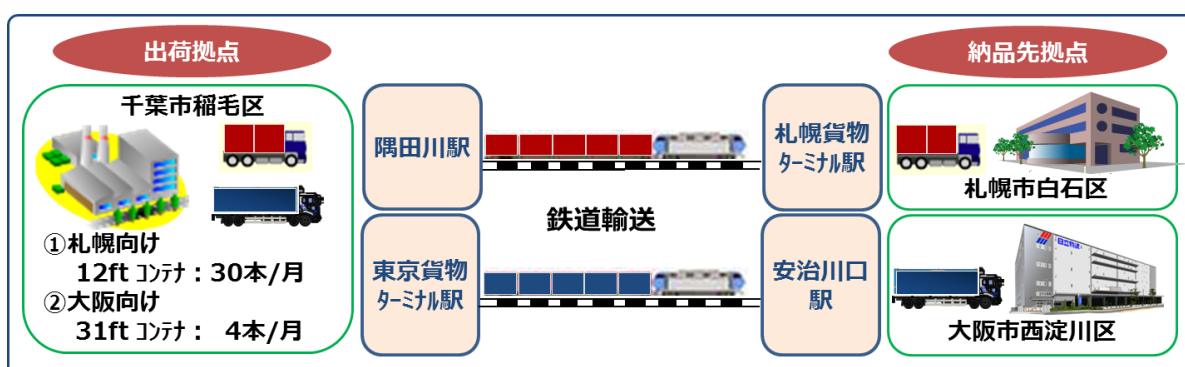 出荷拠点
千葉市稲毛区
①札幌向け
12ft ｺﾝﾃﾅ：30本/月
②大阪向け
31ft ｺﾝﾃﾅ： 4本/月
隅田川駅
東京貨物
ﾀｰﾐﾅﾙ駅
鉄道輸送
札幌貨物
ﾀｰﾐﾅﾙ駅
安治川口
駅
納品先拠点
札幌市白石区
日立物流
大阪市西淀川区